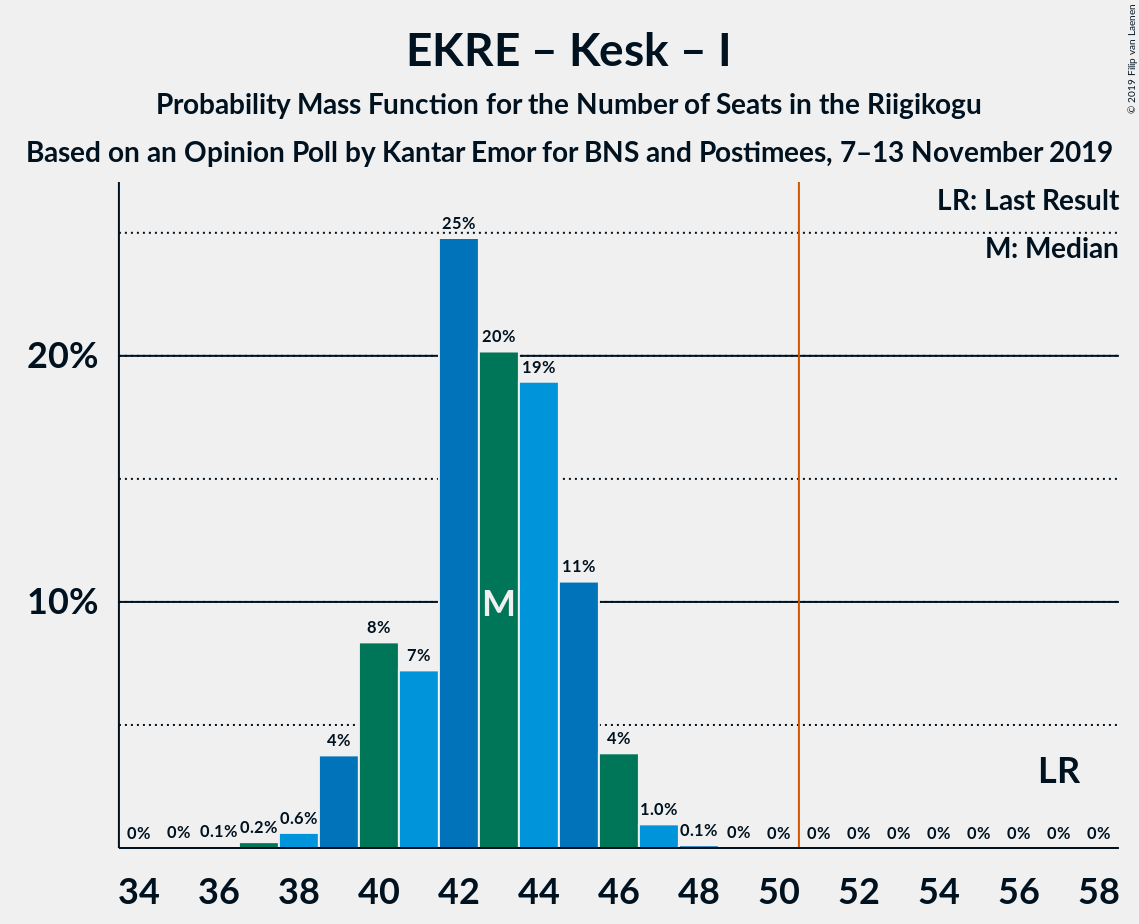 EKRE – Kesk – I
Probability Mass Function for the Number of Seats in the Riigikogu
Based on an Opinion Poll by Kantar Emor for BNS and Postimees, 7–13 November 2019
© 2019 Filip van Laenen
LR: Last Result
M: Median
25%
20%
20%
19%
11%
10%
M
8%
7%
4%
4%
LR
0% 0% 0.1% 0.2% 0.6% 1.0% 0.1% 0% 0% 0% 0% 0% 0% 0% 0% 0% 0%
34 36 38 40 42 44 46 48 50 52 54 56 58